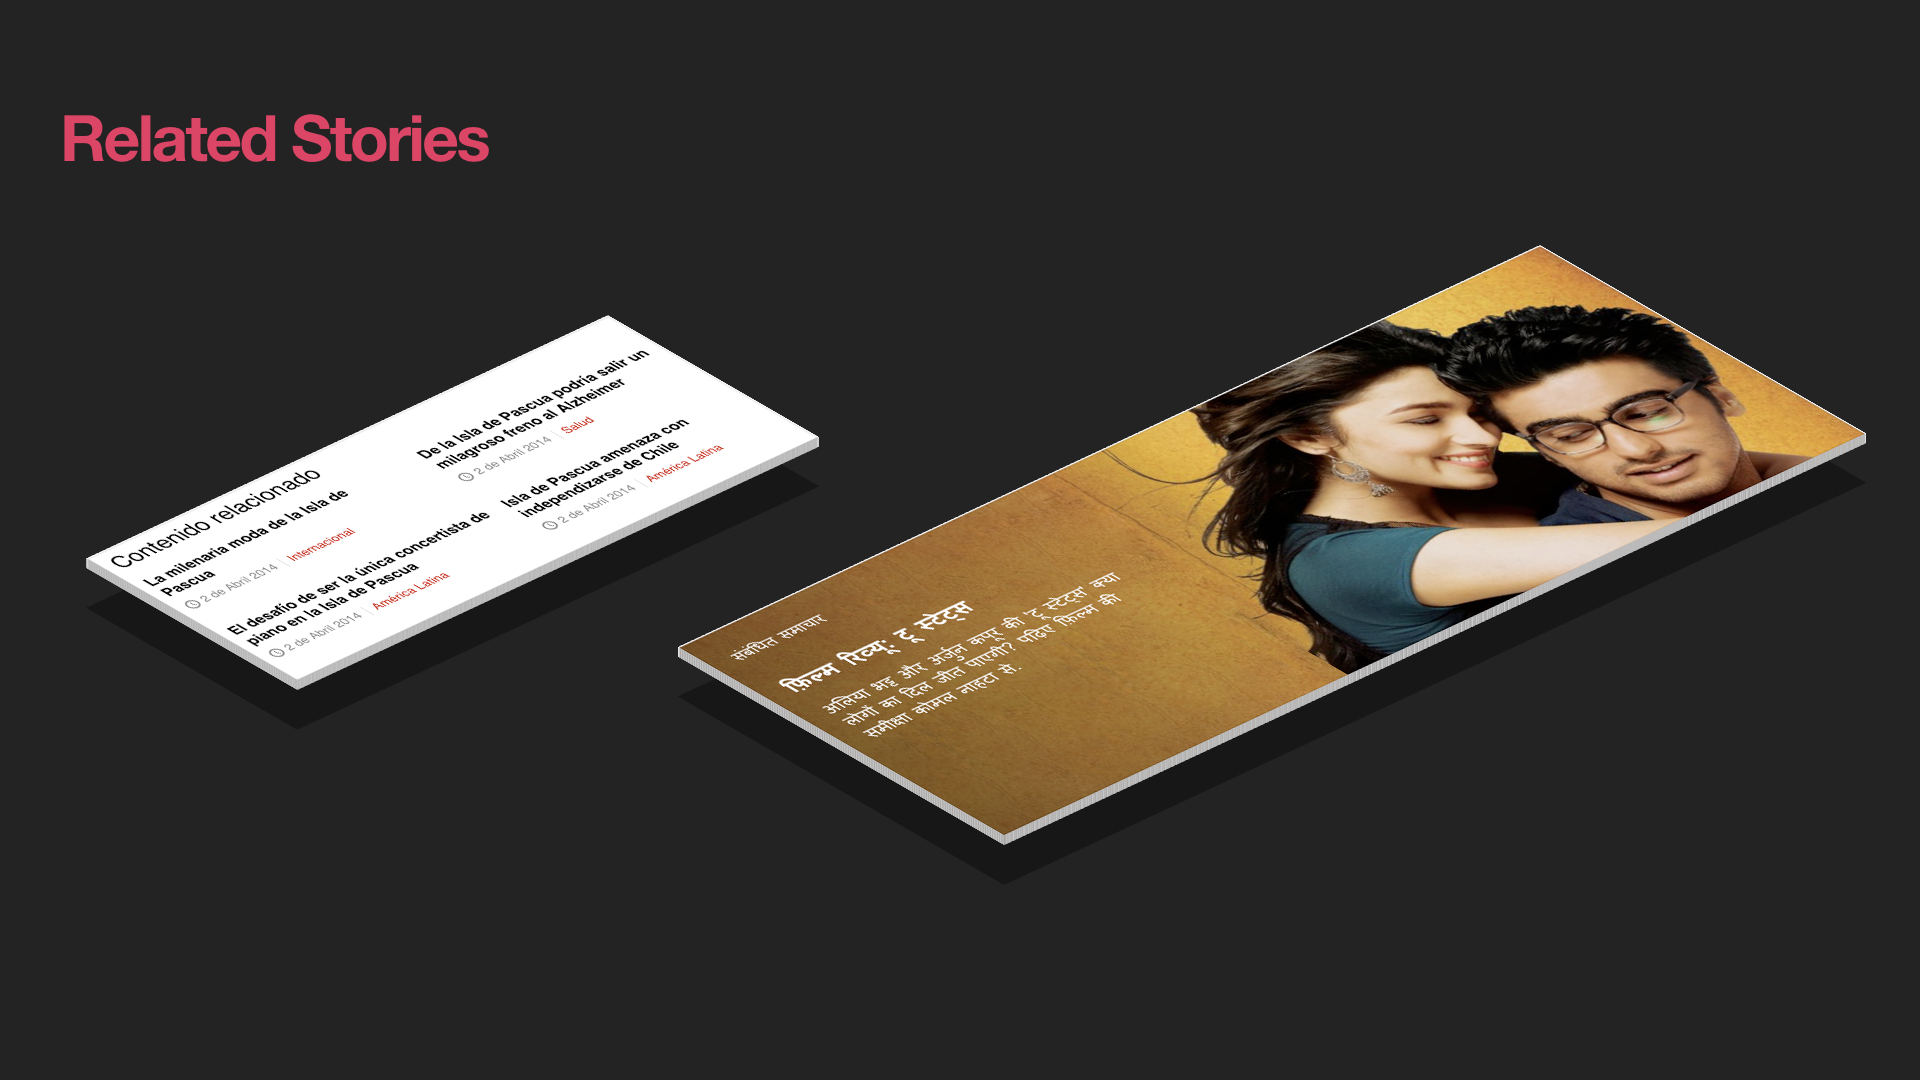 Related Stories
Contenido relacionado
La milenaria moda de la Isla de
Pascua
2 de Abril 2014 | Internacional
El desafío de ser la única concertista de
piano en la Isla de Pascua
2 de Abril 2014 | América Latina
De la Isla de Pascua podría salir un
milagroso freno al Alzheimer
2 de Abril 2014 | Salud
Isla de Pascua amenaza con
independizarse de Chile
2 de Abril 2014 | América Latina
संबंधित समाचार
फ़िल्म रिव्यू: टू स्टेट्स
अलिया भट्ट और अर्जुन कपूर की 'टू स्टेट्स' क्या
लोगों का दिल जीत पाएगी? पढ़िए फ़िल्म की
समीक्षा कोमल नाहटा से.